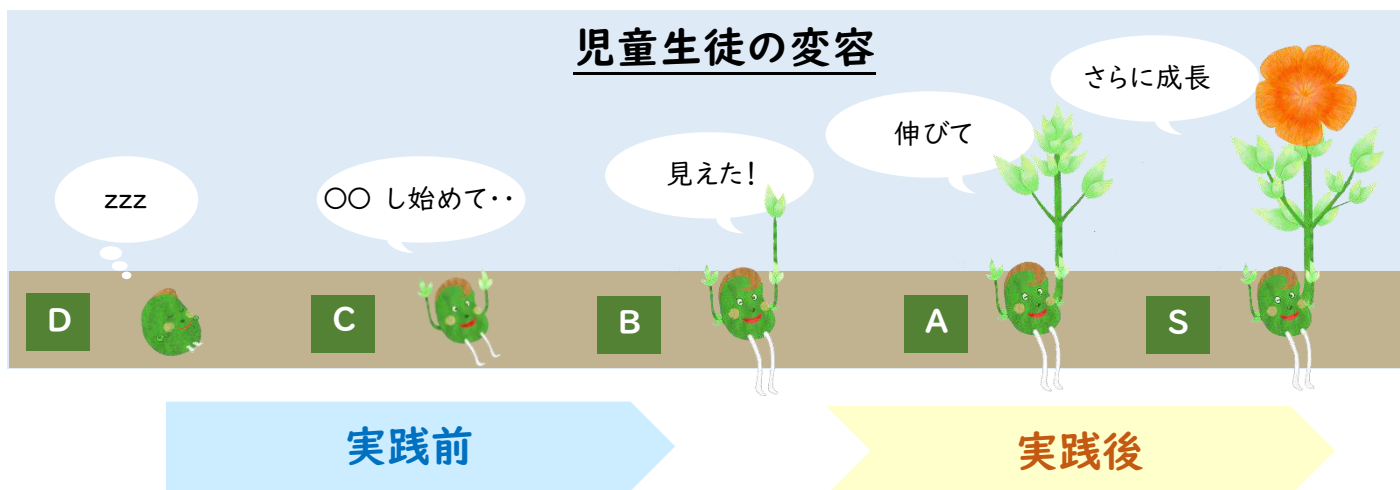 児童生徒の変容
zzz
〇〇 し始めて‥
見えた！
伸びて
さらに成長
D
C
B
A
S
実践前
実践後